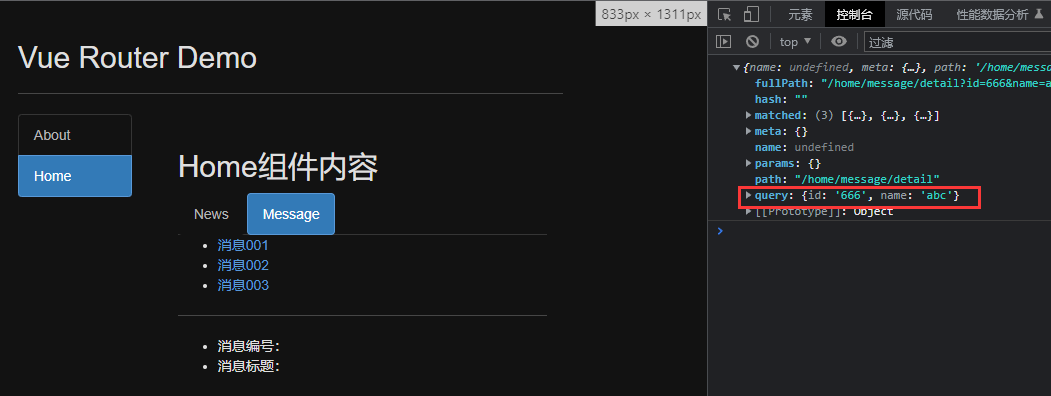 833px × 1311px
元素
控制台
源代码
性能数据分析
top
过滤
Vue Router Demo
About
Home
Home组件内容
News
Message
消息001
消息002
消息003
消息编号：
消息标题：
{name: undefined, meta: {…}, path: '/home/messa
fullPath: "/home/message/detail?id=666&name=a
hash: ""
matched: (3) [{…}, {…}, {…}]
meta: {}
name: undefined
params: {}
path: "/home/message/detail"
query: {id: '666', name: 'abc'}
[[Prototype]]: Object